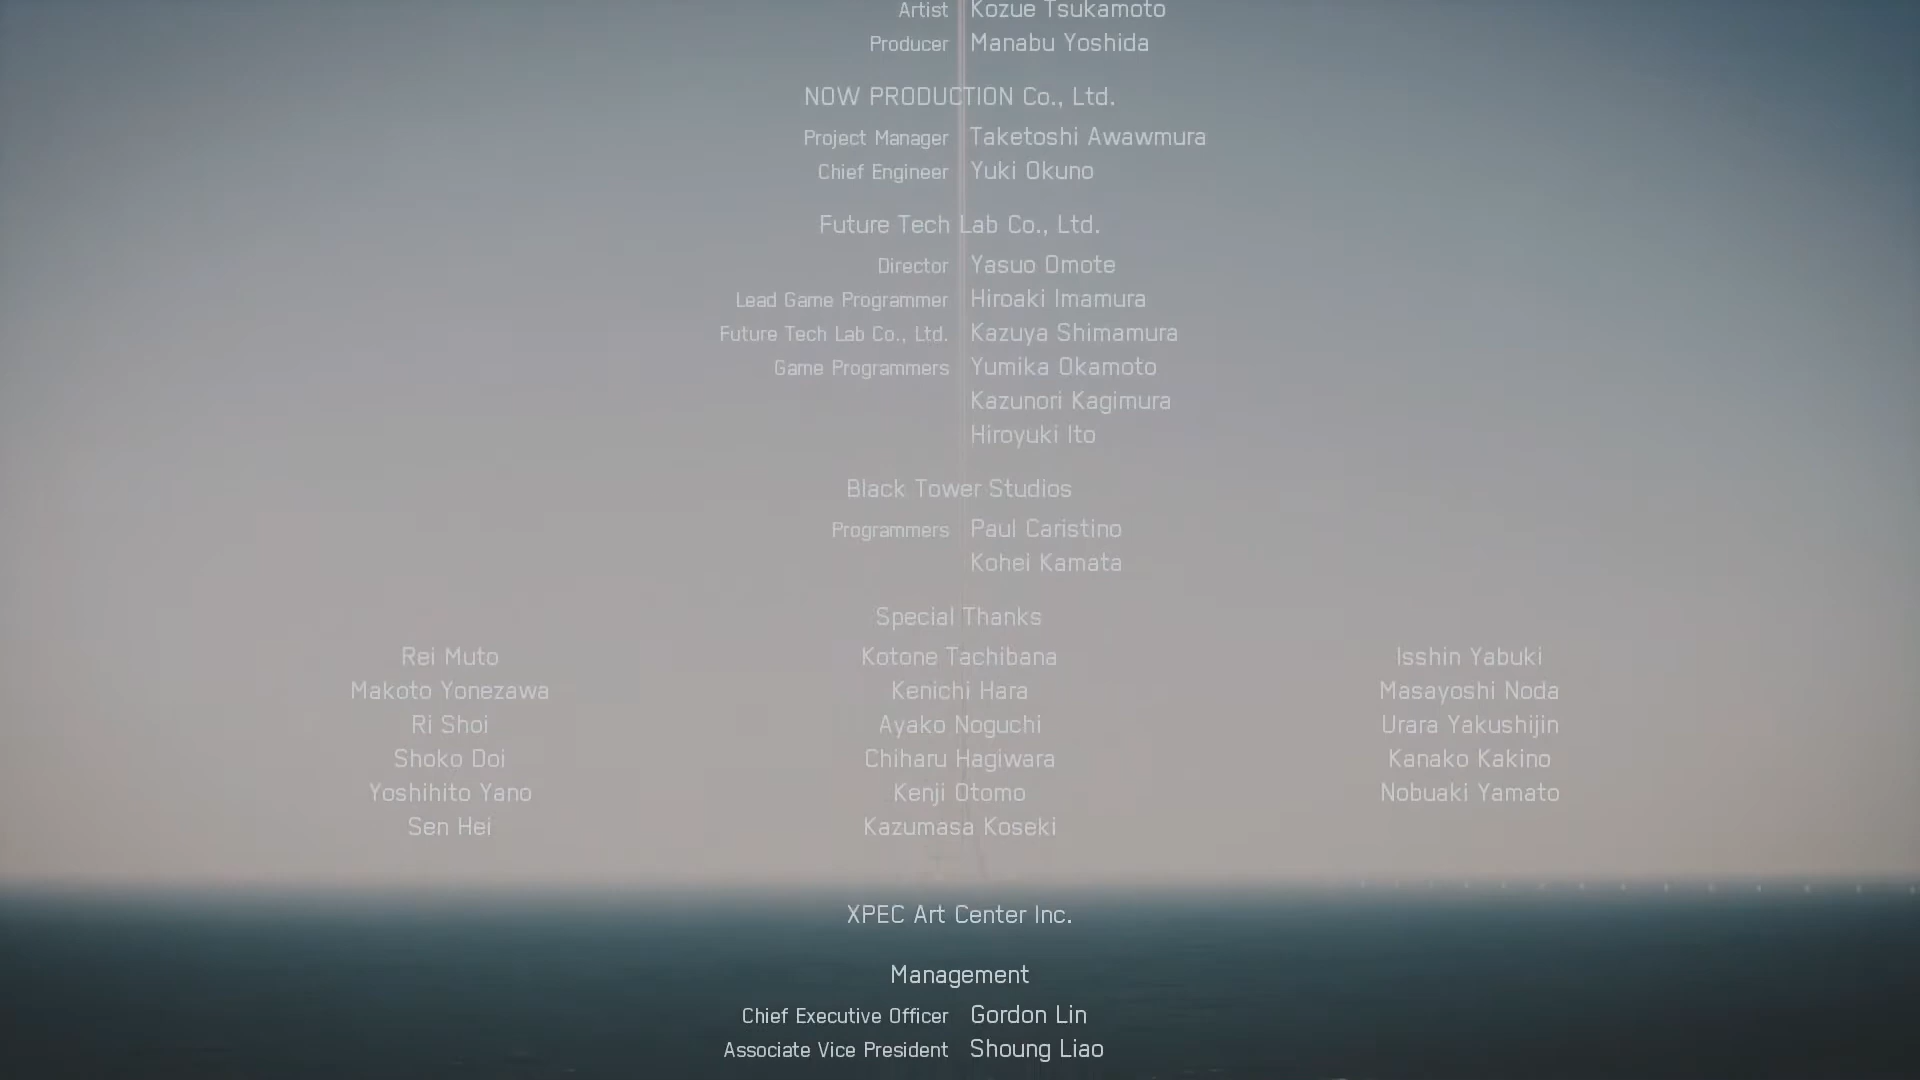 Artist Kozue Tsukamoto
Producer Manabu Yoshida
NOW PRODUCTION Co., Ltd.
Project Manager Taketoshi Awawmura
Chief Engineer Yuki Okuno
Future Tech Lab Co., Ltd.
Director Yasuo Omote
Lead Game Programmer Hiroaki Imamura
Future Tech Lab Co., Ltd. Kazuya Shimamura
Game Programmers Yumika Okamoto
Kazunori Kagimura
Hiroyuki Ito
Black Tower Studios
Programmers Paul Caristino
Kohei Kamata
Special Thanks
Rei Muto Kotone Tachibana Isshin Yabuki
Makoto Yonezawa Kenichi Hara Masayoshi Noda
Ri Shoi Ayako Noguchi Urara Yakushijin
Shoko Doi Chiharu Hagiwara Kanako Kakino
Yoshihito Yano Kenji Otomo Nobuaki Yamato
Sen Hei Kazumasa Koseki
XPEC Art Center Inc.
Management
Chief Executive Officer Gordon Lin
Associate Vice President Shoung Liao